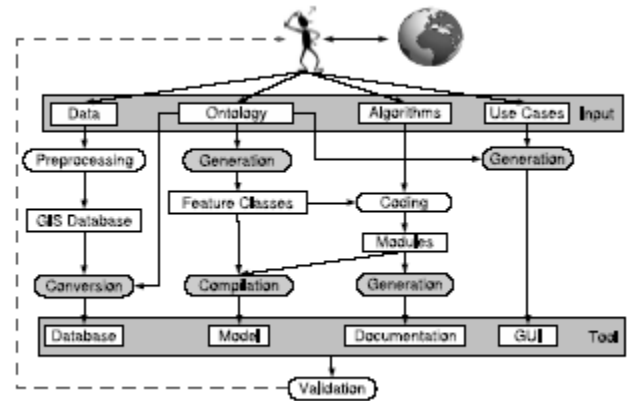 Data Ontology Algorithms Use Cases Input
Preprocessing Generation Generation
Feature Classes Coding
GIS Database
Modules
Conversion Compilation Generation
Database Model Documentation GUI Tool
Validation